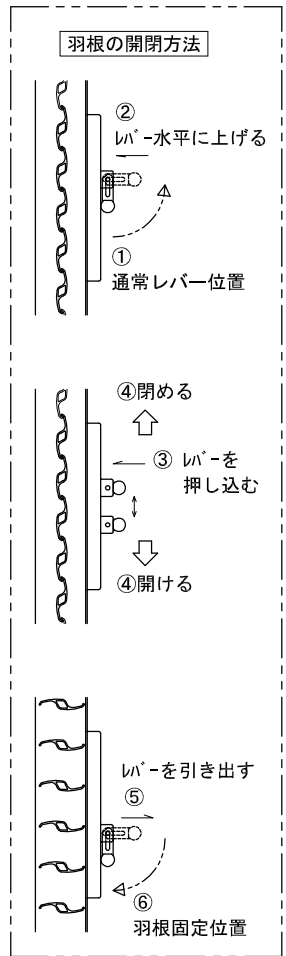 羽根の開閉方法
②
ﾚﾊﾞｰ水平に上げる
①
通常レバー位置
④閉める
③ ﾚﾊﾞｰを
押し込む
④開ける
ﾚﾊﾞｰを引き出す
⑤
⑥
羽根固定位置